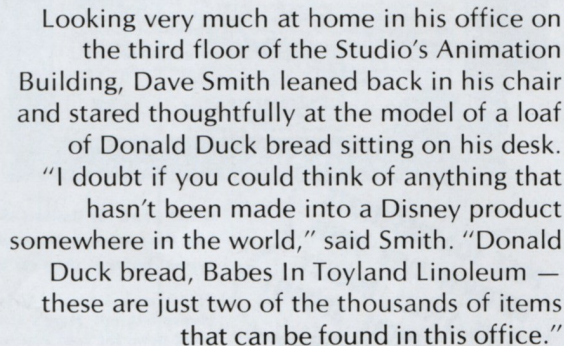 Looking very much at home in his office on
the third floor of the Studio's Animation
Building, Dave Smith leaned back in his chair
and stared thoughtfully at the model of a loaf
of Donald Duck bread sitting on his desk.
"I doubt if you could think of anything that
hasn't been made into a Disney product
somewhere in the world," said Smith. "Donald
Duck bread, Babes In Toyland Linoleum —
these are just two of the thousands of items
that can be found in this office."